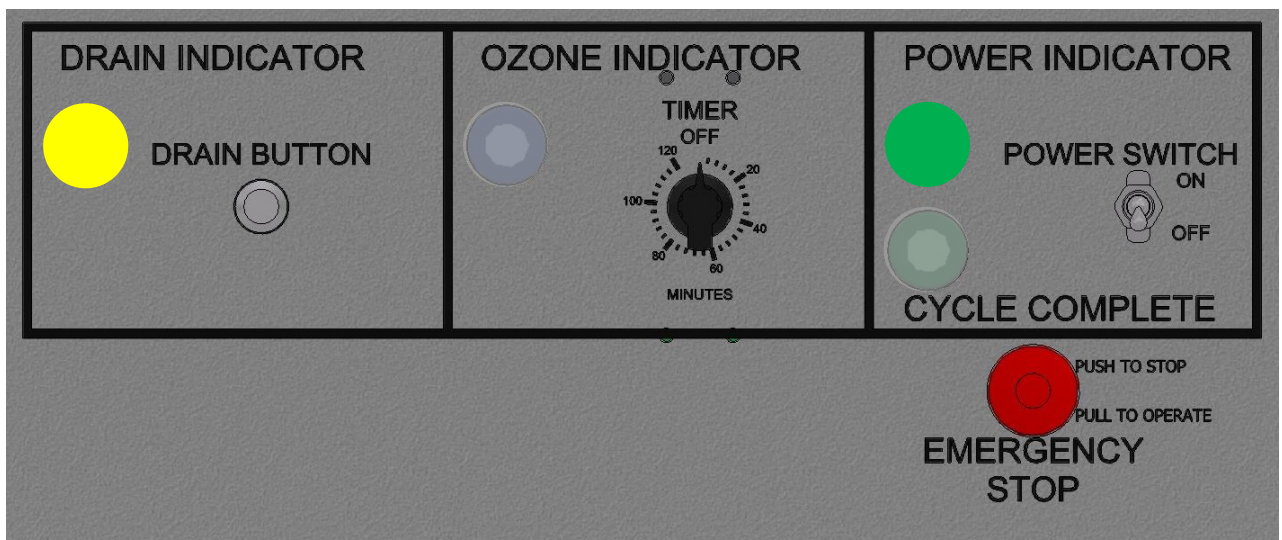 DRAIN INDICATOR
DRAIN BUTTON
OZONE INDICATOR
TIMER
OFF
120
20
100
40
80
60
MINUTES
POWER INDICATOR
POWER SWITCH
ON
OFF
CYCLE COMPLETE
PUSH TO STOP
PULL TO OPERATE
EMERGENCY
STOP